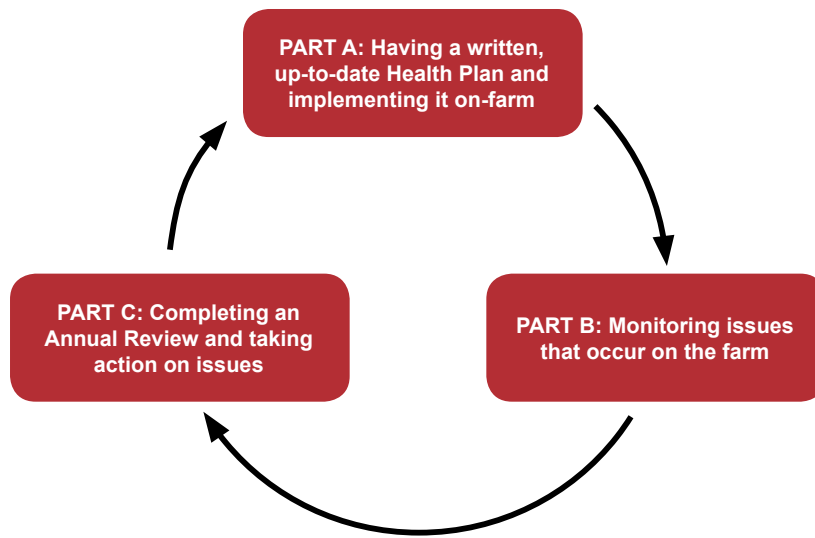 PART A: Having a written,
up-to-date Health Plan and
implementing it on-farm
PART B: Monitoring issues
that occur on the farm
PART C: Completing an
Annual Review and taking
action on issues